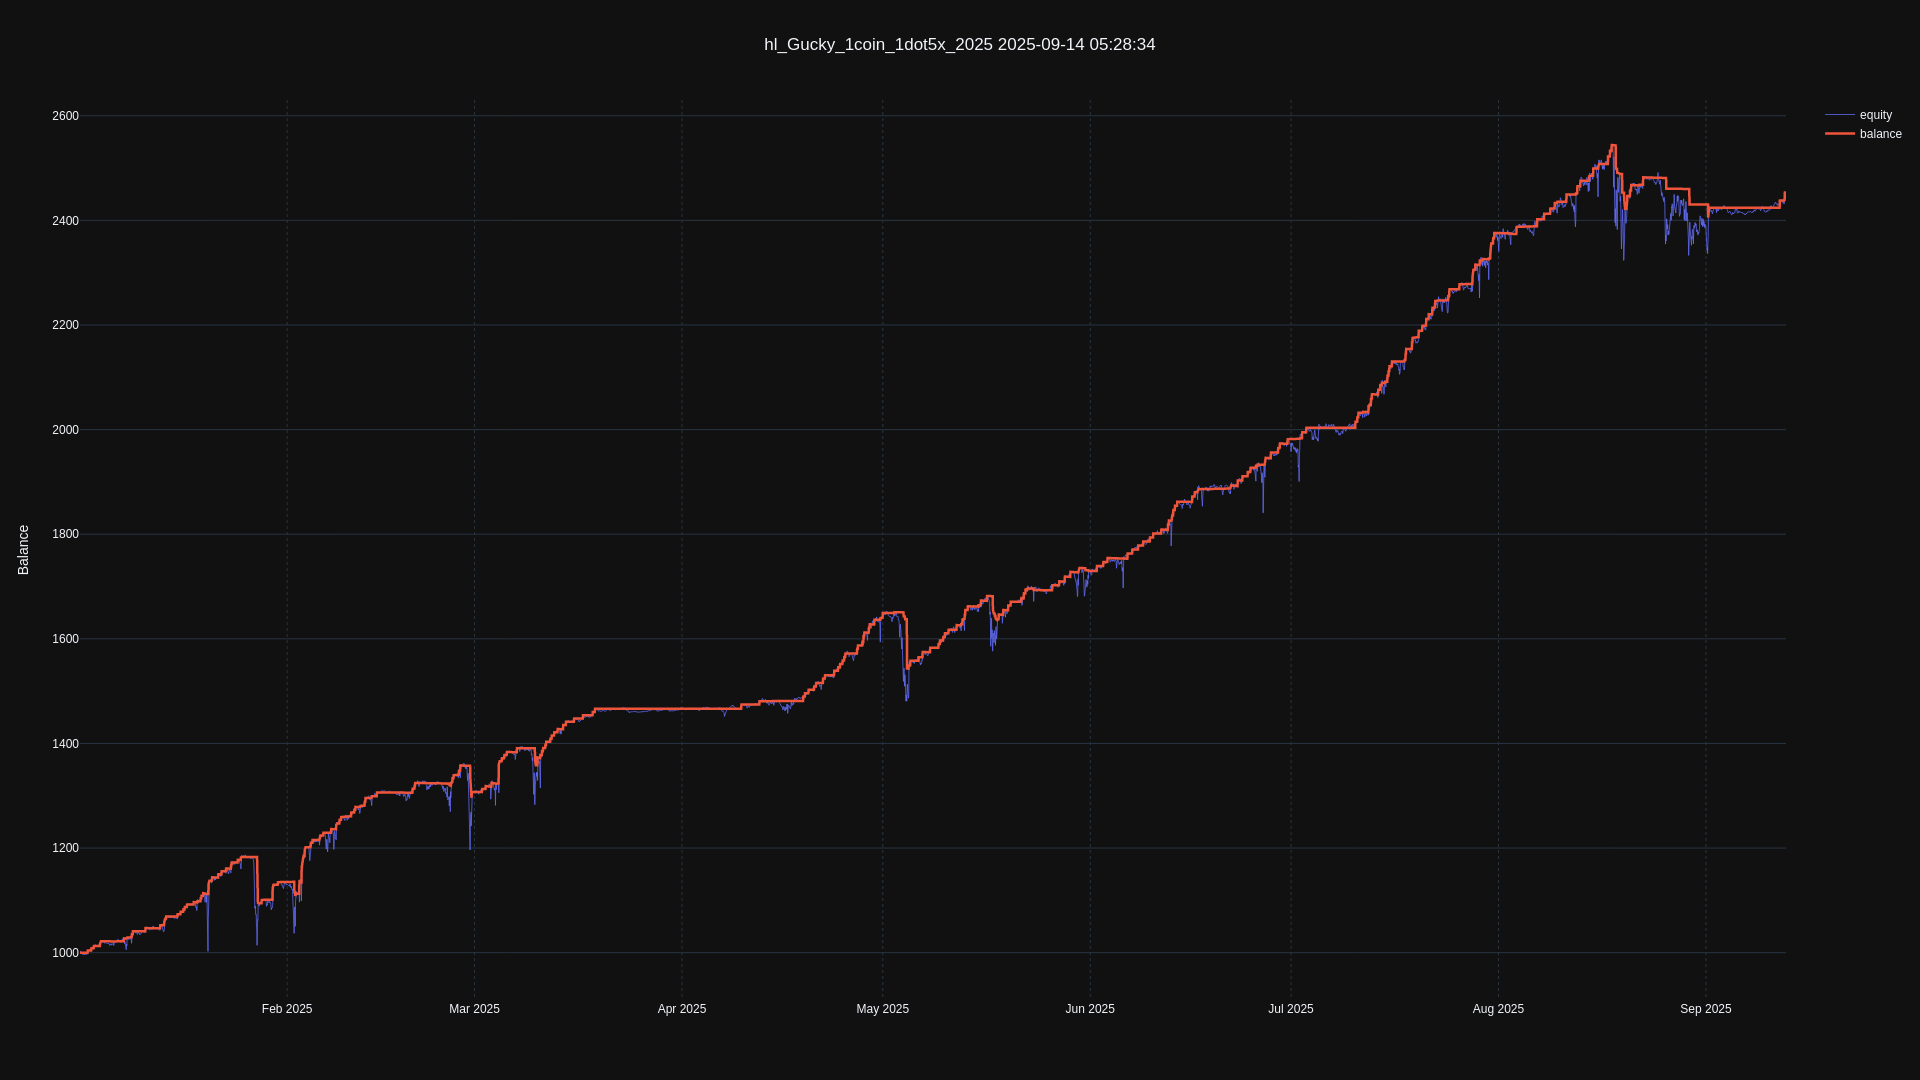 hl_Gucky_1coin_1dot5x_2025 2025-09-14 05:28:34
equity
balance
Balance
2600
2400
2200
2000
1800
1600
1400
1200
1000
Feb 2025
Mar 2025
Apr 2025
May 2025
Jun 2025
Jul 2025
Aug 2025
Sep 2025